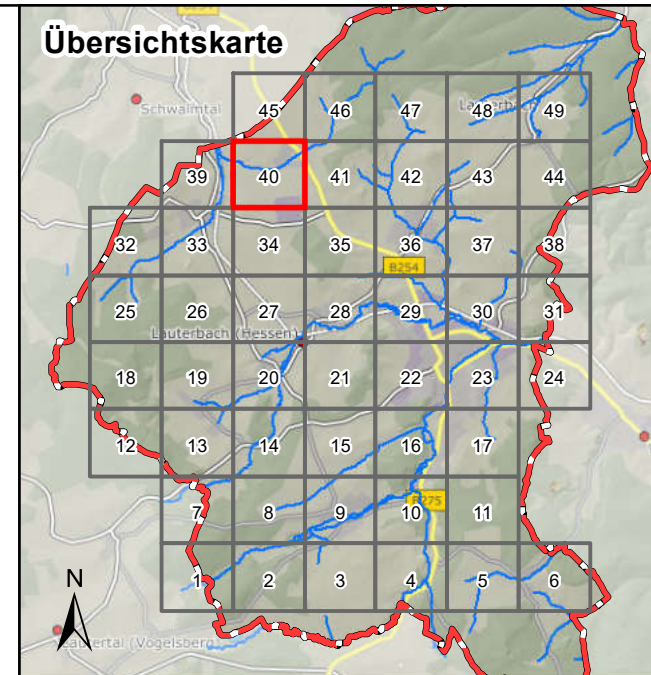 Übersichtskarte
Schwalmtal
45 46 47 48 49
39 40 41 42 43 44
32 33 34 35 36 37 38
B254
25 26 27 28 29 30 31
Lauterbach (Hessen)
18 19 20 21 22 23 24
12 13 14 15 16 17
7 8 9 10 11
B275
1 2 3 4 5 6
N
Lautertal (Vogelsberg)